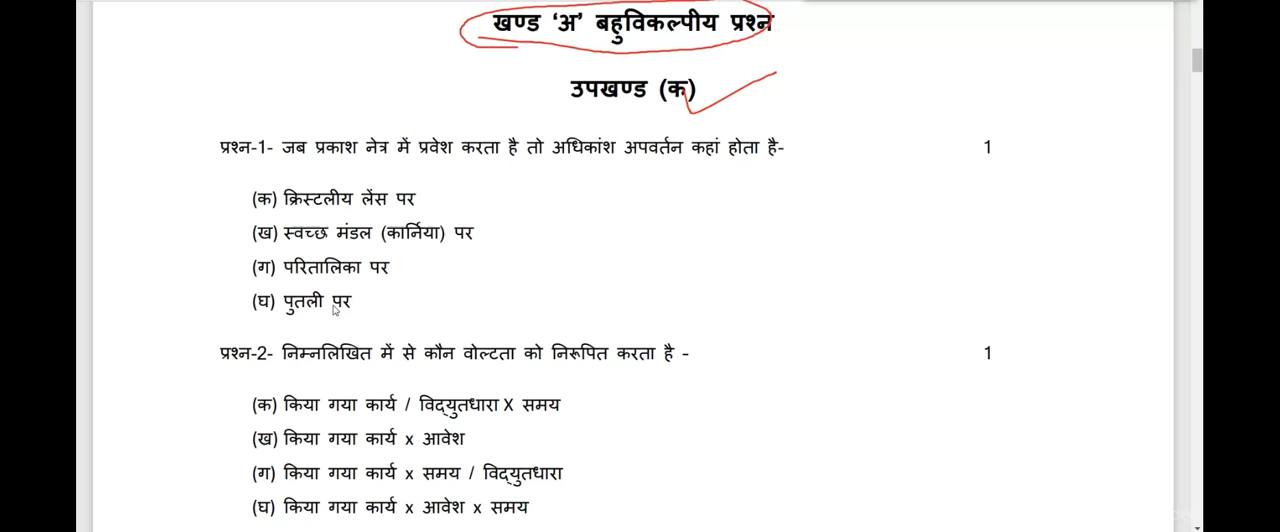 खण्ड ‘अ’ बहुविकल्पीय प्रश्न
उपखण्ड (क)
प्रश्न-1- जब प्रकाश नेत्र में प्रवेश करता है तो अधिकांश अपवर्तन कहां होता है- 1
(क) क्रिस्टलीय लेंस पर
(ख) स्वच्छ मंडल (कार्निया) पर
(ग) परितालिका पर
(घ) पुतली पर
प्रश्न-2- निम्नलिखित में से कौन वोल्टता को निरूपित करता है - 1
(क) किया गया कार्य / विद्युतधारा X समय
(ख) किया गया कार्य x आवेश
(ग) किया गया कार्य x समय / विद्युतधारा
(घ) किया गया कार्य x आवेश x समय